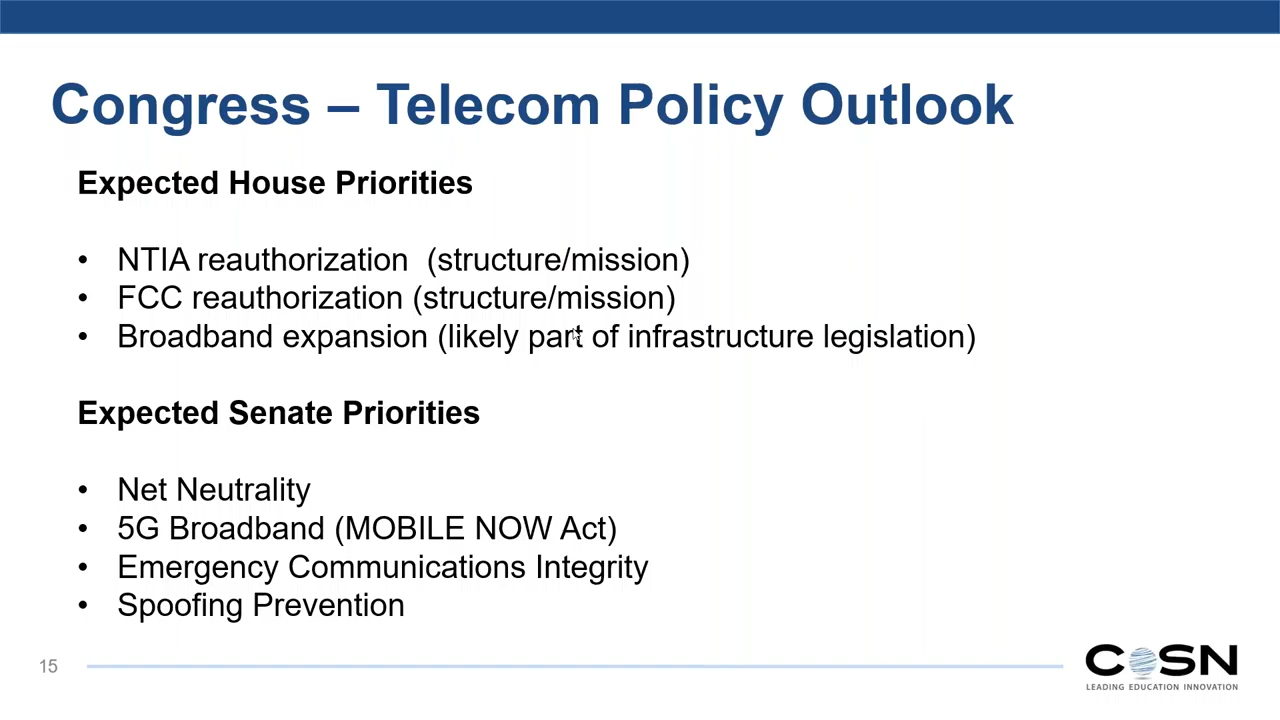 Congress – Telecom Policy Outlook
Expected House Priorities
• NTIA reauthorization  (structure/mission)
• FCC reauthorization (structure/mission)
• Broadband expansion (likely part of infrastructure legislation)
Expected Senate Priorities
• Net Neutrality
• 5G Broadband (MOBILE NOW Act)
• Emergency Communications Integrity
• Spoofing Prevention
15
COSN
LEADING EDUCATION INNOVATION